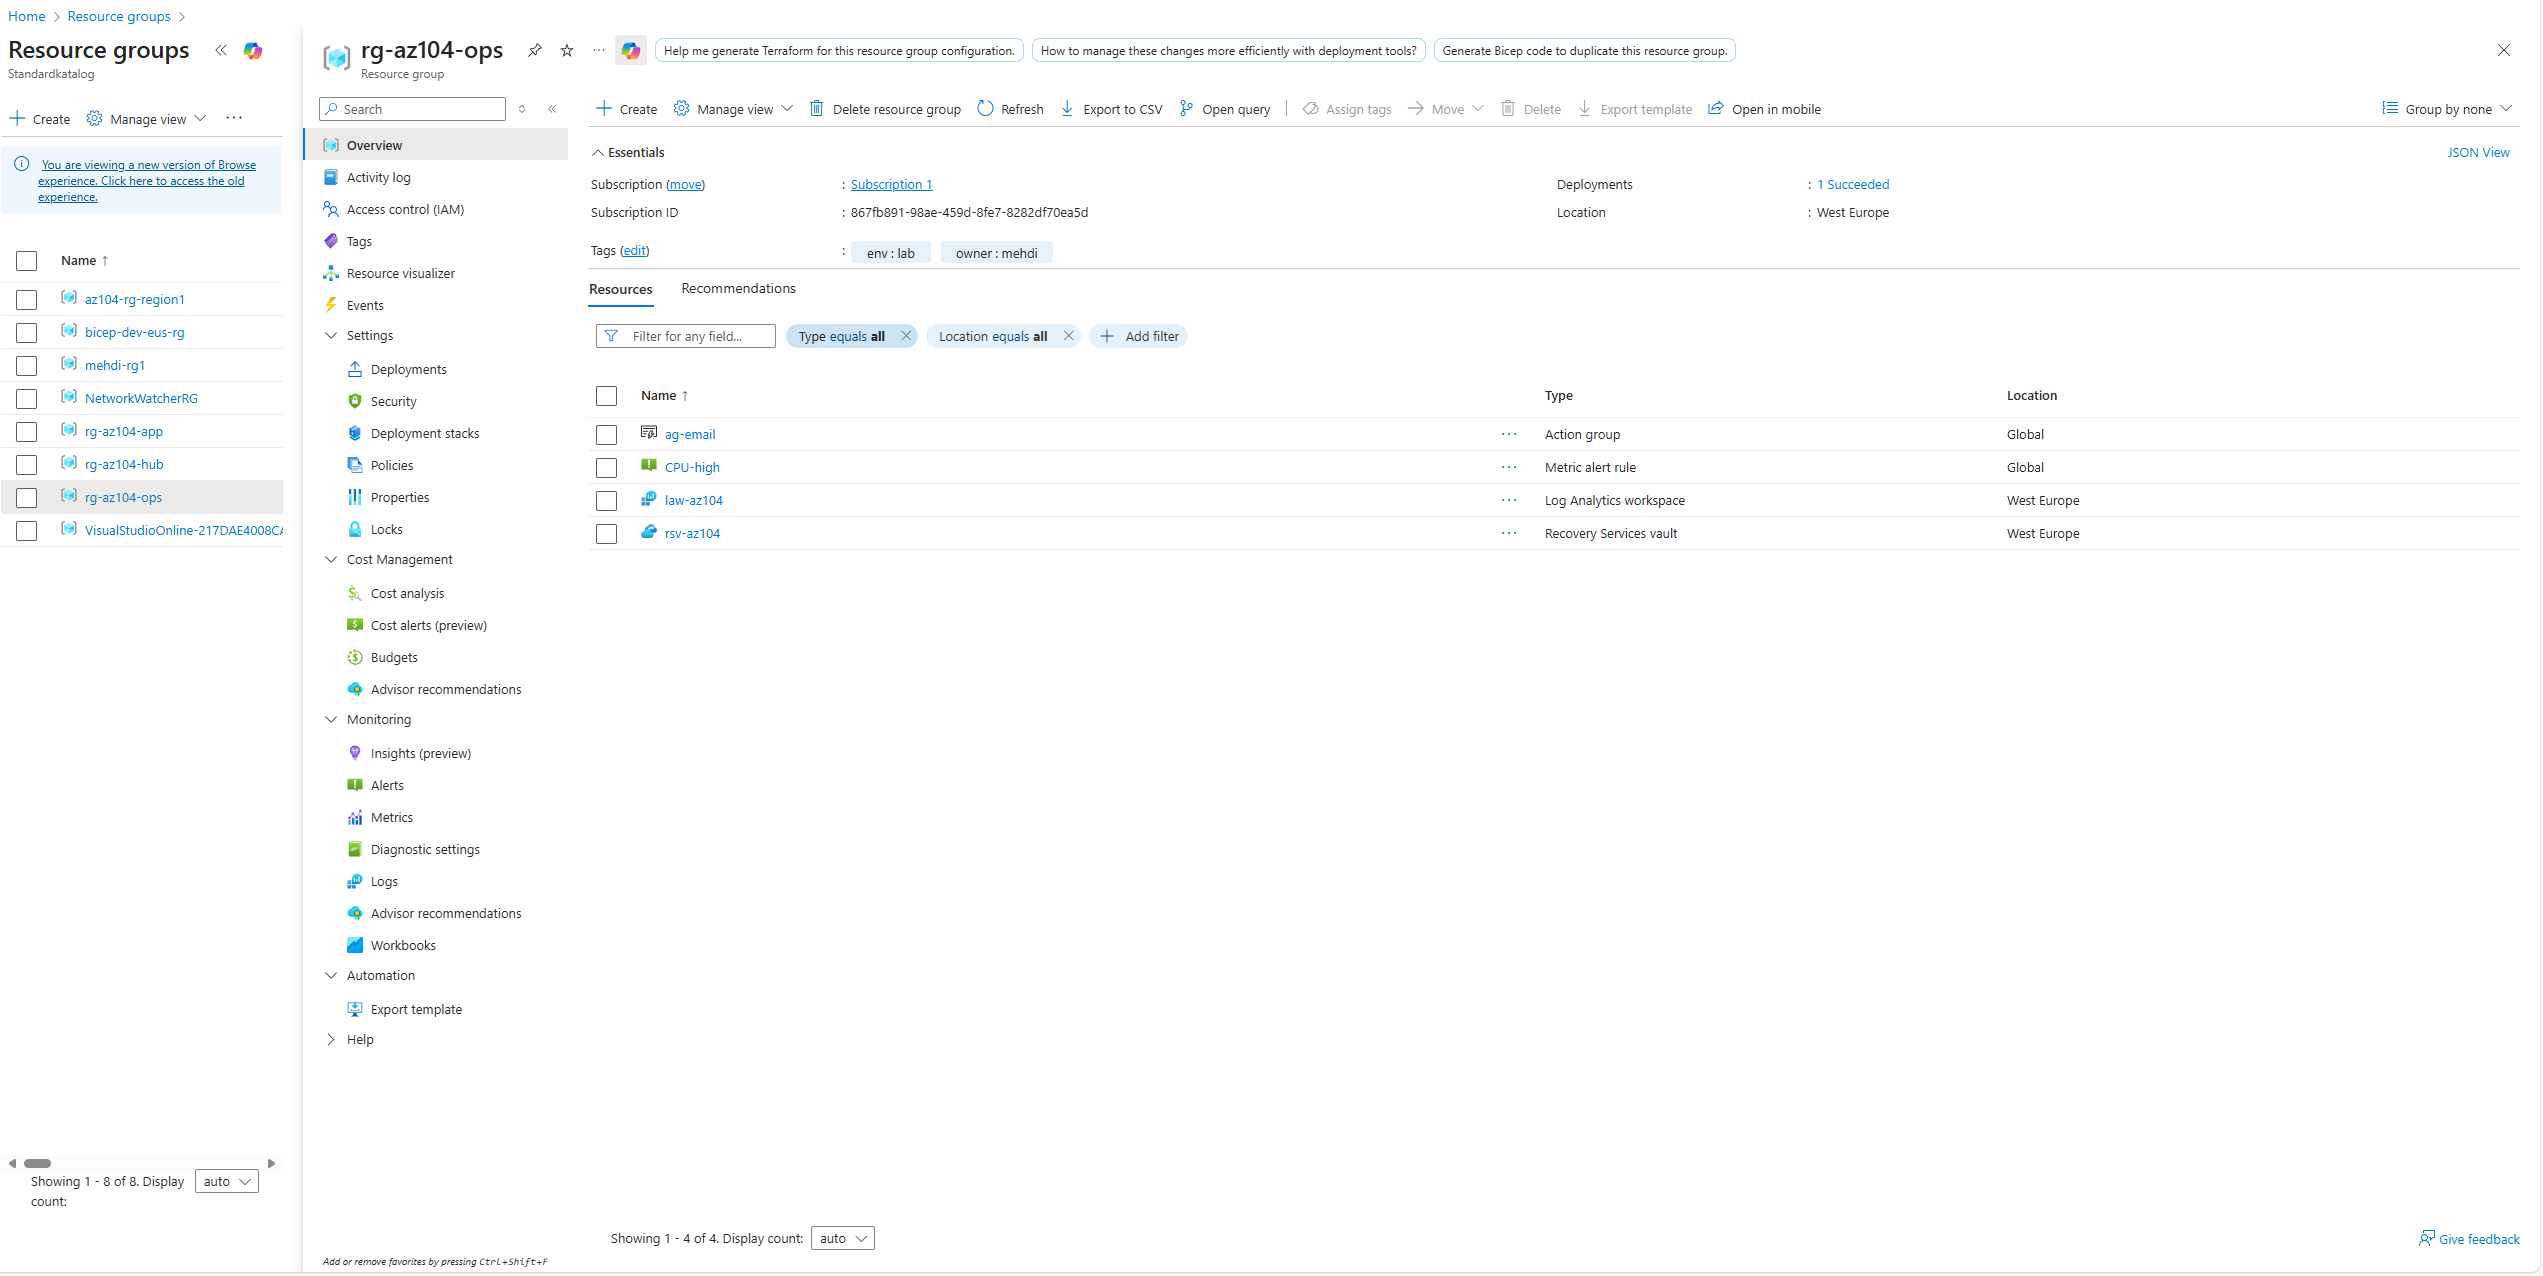 Home > Resource groups >
Resource groups
Standardkatalog
Create Manage view ...
You are viewing a new version of Browse
experience. Click here to access the old
experience.
Name ↑
az104-rg-region1
bicep-dev-eus-rg
mehdi-rg1
NetworkWatcherRG
rg-az104-app
rg-az104-hub
rg-az104-ops
VisualStudioOnline-217DAE4008CA
Showing 1 - 8 of 8. Display
count:
auto
rg-az104-ops
Resource group
Help me generate Terraform for this resource group configuration.
How to manage these changes more efficiently with deployment tools?
Generate Bicep code to duplicate this resource group.
Search
Overview
Activity log
Access control (IAM)
Tags
Resource visualizer
Events
Settings
Deployments
Security
Deployment stacks
Policies
Properties
Locks
Cost Management
Cost analysis
Cost alerts (preview)
Budgets
Advisor recommendations
Monitoring
Insights (preview)
Alerts
Metrics
Diagnostic settings
Logs
Advisor recommendations
Workbooks
Automation
Export template
Help
Add or remove favorites by pressing Ctrl+Shift+F
Create Manage view Delete resource group Refresh Export to CSV Open query Assign tags Move Delete Export template Open in mobile Group by none
Essentials JSON View
Subscription (move) : Subscription 1 Deployments : 1 Succeeded
Subscription ID : 867fb891-98ae-459d-8fe7-8282df70ea5d Location : West Europe
Tags (edit) : env : lab owner : mehdi
Resources Recommendations
Filter for any field... Type equals all Location equals all Add filter
Name ↑ Type Location
ag-email ... Action group Global
CPU-high ... Metric alert rule Global
law-az104 ... Log Analytics workspace West Europe
rsv-az104 ... Recovery Services vault West Europe
Showing 1 - 4 of 4. Display count: auto
Give feedback